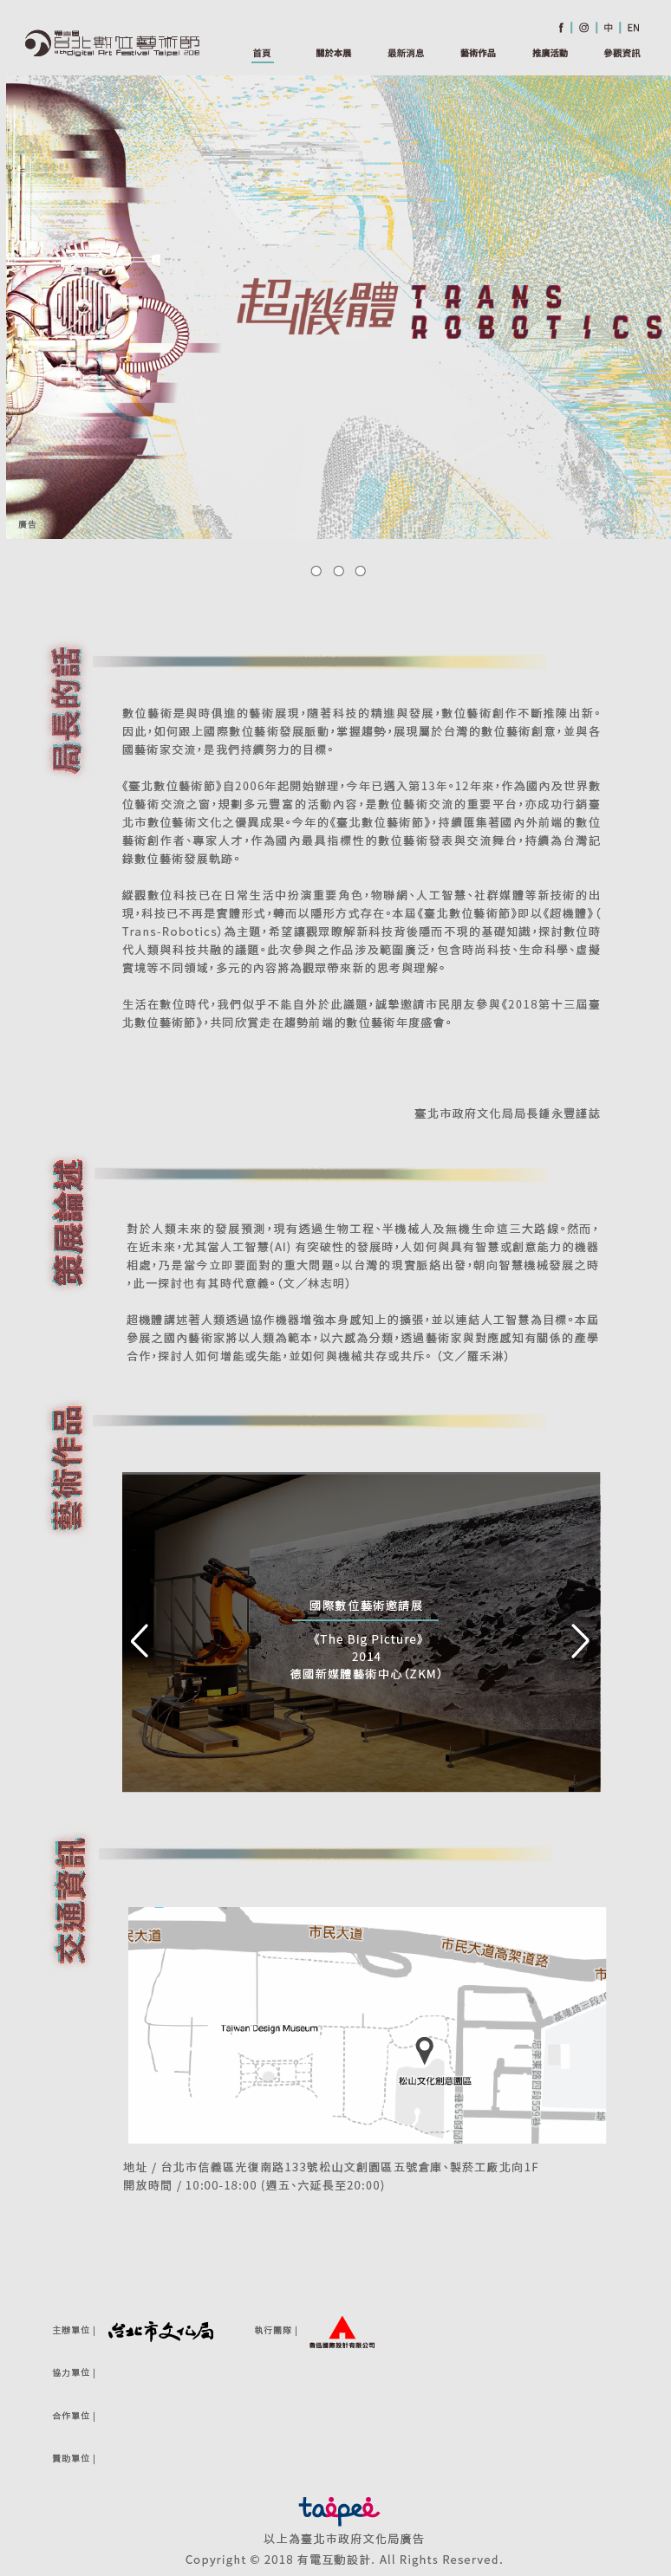 第十三屆
台北數位藝術節
13th Digital Art Festival Taipei 2018
中 EN
首頁 關於本展 最新消息 藝術作品 推廣活動 參觀資訊
超機體 TRANS
ROBOTICS
廣告
局長的話
數位藝術是與時俱進的藝術展現，隨著科技的精進與發展，數位藝術創作不斷推陳出新。
因此，如何跟上國際數位藝術發展脈動，掌握趨勢，展現屬於台灣的數位藝術創意，並與各
國藝術家交流，是我們持續努力的目標。
《臺北數位藝術節》自2006年起開始辦理，今年已邁入第13年。12年來，作為國內及世界數
位藝術交流之窗，規劃多元豐富的活動內容，是數位藝術交流的重要平台，亦成功行銷臺
北市數位藝術文化之優異成果。今年的《臺北數位藝術節》，持續匯集著國內外前端的數位
藝術創作者、專家人才，作為國內最具指標性的數位藝術發表與交流舞台，持續為台灣記
錄數位藝術發展軌跡。
縱觀數位科技已在日常生活中扮演重要角色，物聯網、人工智慧、社群媒體等新技術的出
現，科技已不再是實體形式，轉而以隱形方式存在。本屆《臺北數位藝術節》即以《超機體》（
Trans-Robotics）為主題，希望讓觀眾瞭解新科技背後隱而不現的基礎知識，探討數位時
代人類與科技共融的議題。此次參與之作品涉及範圍廣泛，包含時尚科技、生命科學、虛擬
實境等不同領域，多元的內容將為觀眾帶來新的思考與理解。
生活在數位時代，我們似乎不能自外於此議題，誠摯邀請市民朋友參與《2018第十三屆臺
北數位藝術節》，共同欣賞走在趨勢前端的數位藝術年度盛會。
臺北市政府文化局局長鍾永豐謹誌
策展論述
對於人類未來的發展預測，現有透過生物工程、半機械人及無機生命這三大路線。然而，
在近未來，尤其當人工智慧(AI) 有突破性的發展時，人如何與具有智慧或創意能力的機器
相處，乃是當今立即要面對的重大問題。以台灣的現實脈絡出發，朝向智慧機械發展之時
，此一探討也有其時代意義。（文／林志明）
超機體講述著人類透過協作機器增強本身感知上的擴張，並以連結人工智慧為目標。本屆
參展之國內藝術家將以人類為範本，以六感為分類，透過藝術家與對應感知有關係的產學
合作，探討人如何增能或失能，並如何與機械共存或共斥。（文／羅禾淋）
藝術作品
國際數位藝術邀請展
《The Big Picture》
2014
德國新媒體藝術中心（ZKM）
交通資訊
民大道 市民大道 市民大道高架道路 市
基隆路一段19
Taiwan Design Museum
松山文化創意園區
忠孝東路四段553巷
忠孝東路四段559巷
基
地址 / 台北市信義區光復南路133號松山文創園區五號倉庫、製菸工廠北向1F
開放時間 / 10:00-18:00 (週五、六延長至20:00)
主辦單位 | 台北市文化局 執行團隊 |
協力單位 |
合作單位 |
贊助單位 |
taipei
以上為臺北市政府文化局廣告
Copyright © 2018 有電互動設計. All Rights Reserved.